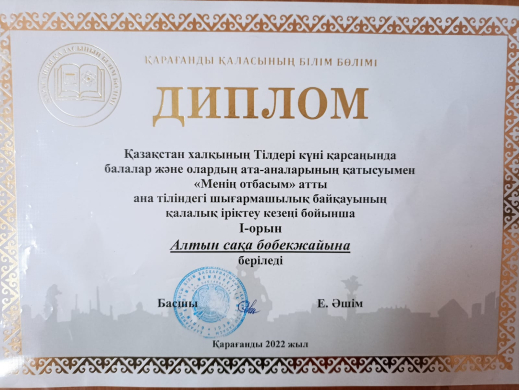 ҚАРАҒАНДЫ ҚАЛАСЫНЫҢ БІЛІМ БӨЛІМІ
ДИПЛОМ
Қазақстан халқының Тілдері күні қарсаңында
балалар және олардың ата-аналарының қатысуымен
«Менің отбасым» атты
ана тіліндегі шығармашылық байқауының
қалалық іріктеу кезеңі бойынша
І-орын
Алтын сақа бөбекжайына
беріледі
Басшы Е. Әшім
Қарағанды 2022 жыл